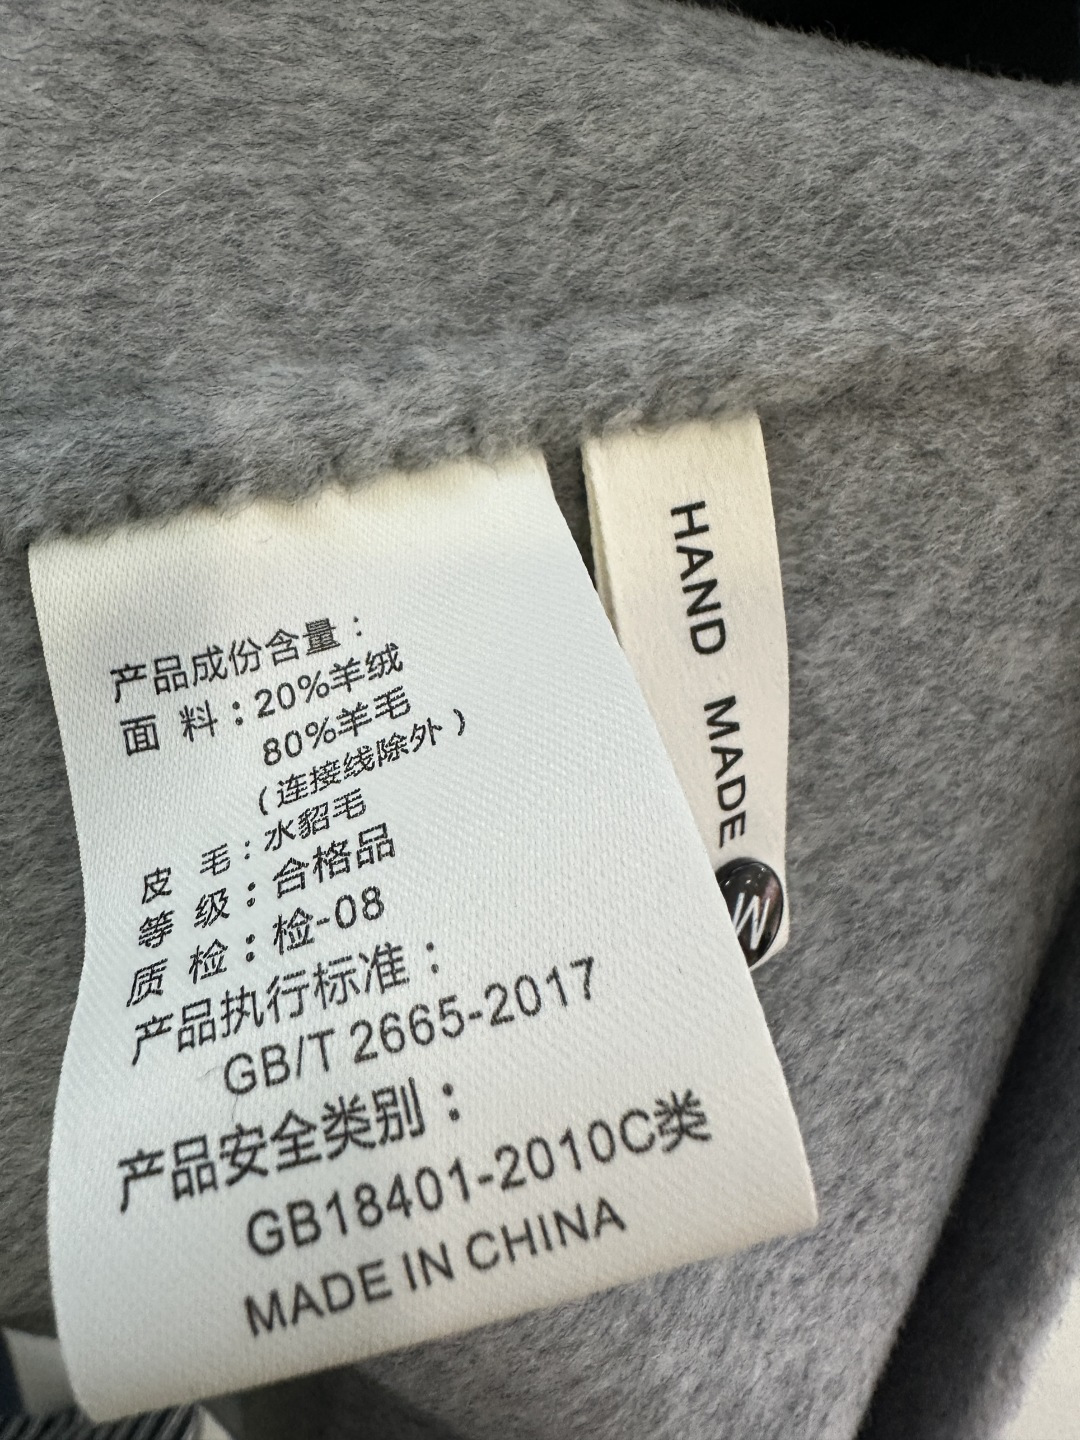 产品成份含量：
面 料：20%羊绒
80%羊毛
（连接线除外）
皮 毛：水貂毛
等 级：合格品
质 检：检-08
产品执行标准：
GB/T 2665-2017
产品安全类别：
GB18401-2010C类
MADE IN CHINA
HAND MADE